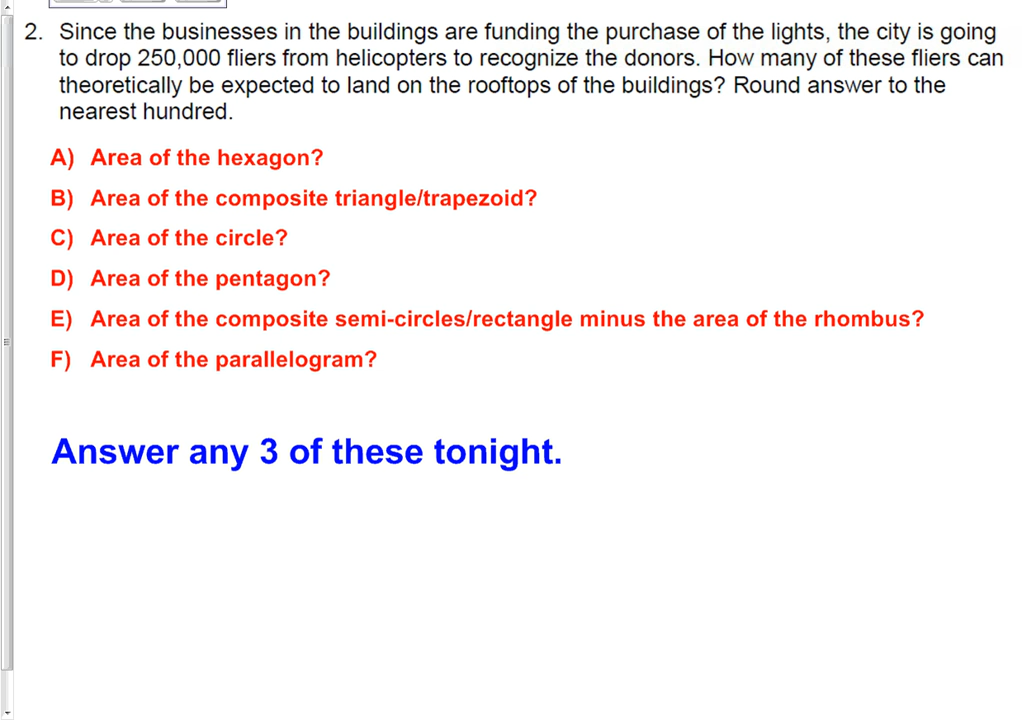 2. Since the businesses in the buildings are funding the purchase of the lights, the city is going
to drop 250,000 fliers from helicopters to recognize the donors. How many of these fliers can
theoretically be expected to land on the rooftops of the buildings? Round answer to the
nearest hundred.
A) Area of the hexagon?
B) Area of the composite triangle/trapezoid?
C) Area of the circle?
D) Area of the pentagon?
E) Area of the composite semi-circles/rectangle minus the area of the rhombus?
F) Area of the parallelogram?
Answer any 3 of these tonight.